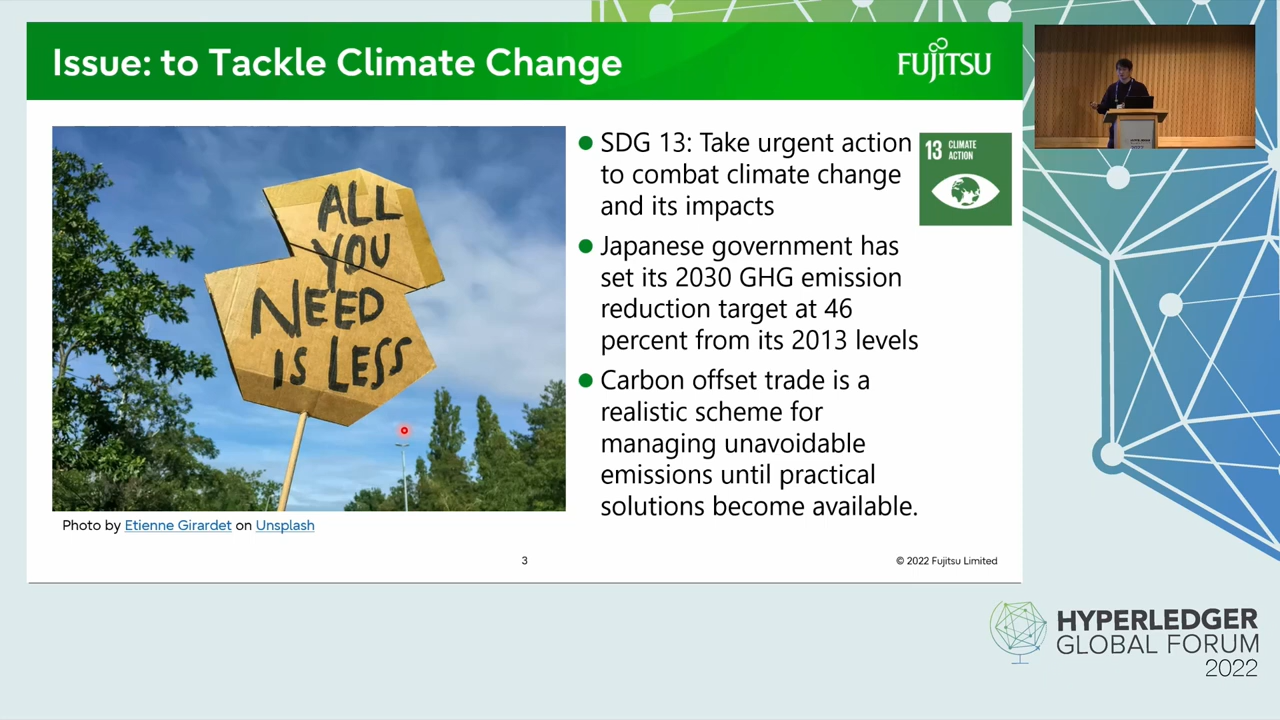 Issue: to Tackle Climate Change
FUJITSU
ALL
YOU
NEED
IS LESS
Photo by Etienne Girardet on Unsplash
● SDG 13: Take urgent action
to combat climate change
and its impacts
13 CLIMATE
ACTION
● Japanese government has
set its 2030 GHG emission
reduction target at 46
percent from its 2013 levels
● Carbon offset trade is a
realistic scheme for
managing unavoidable
emissions until practical
solutions become available.
3
© 2022 Fujitsu Limited
HYPERLEDGER
GLOBAL FORUM
2022